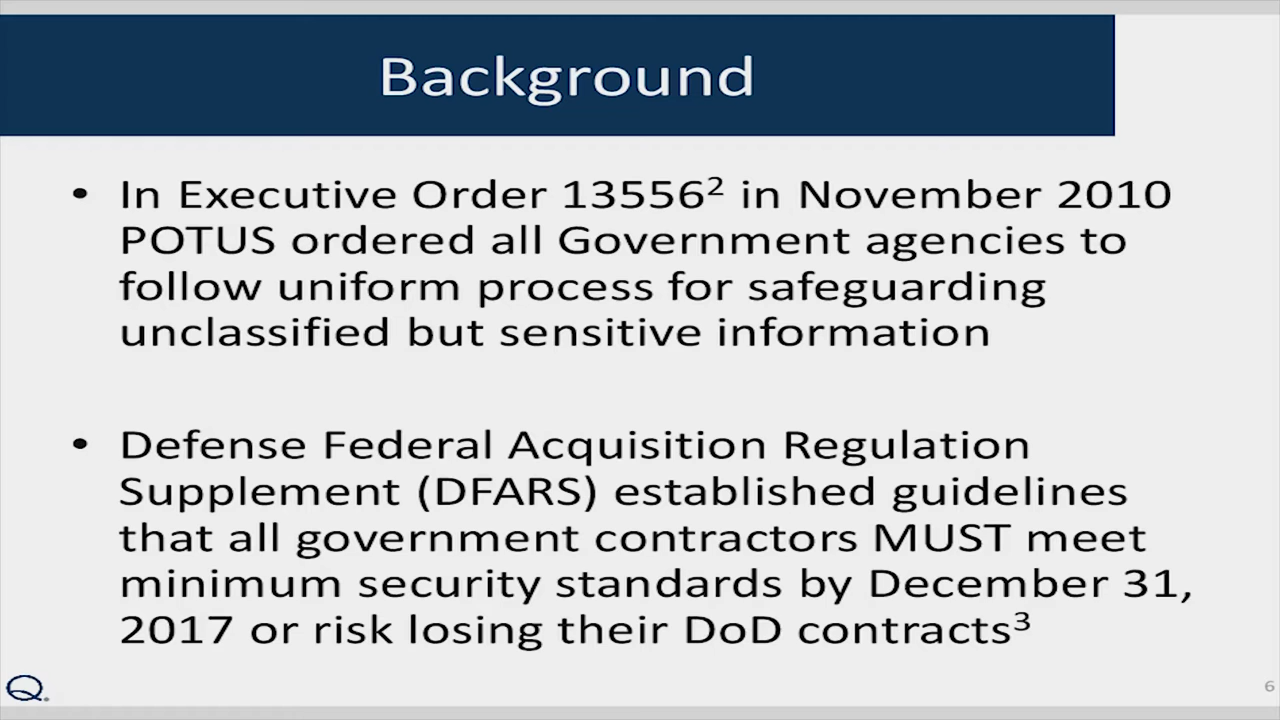 Background
• In Executive Order 13556² in November 2010
POTUS ordered all Government agencies to
follow uniform process for safeguarding
unclassified but sensitive information
• Defense Federal Acquisition Regulation
Supplement (DFARS) established guidelines
that all government contractors MUST meet
minimum security standards by December 31,
2017 or risk losing their DoD contracts³
Q.
6